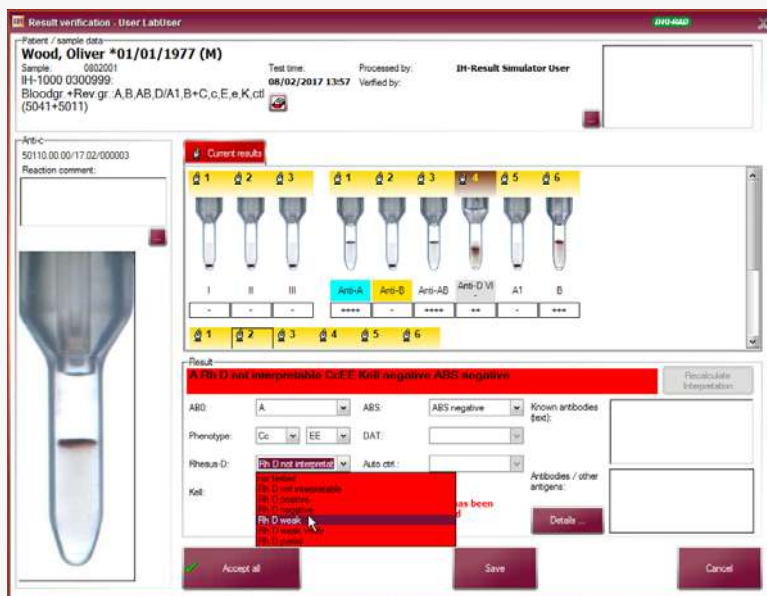 Result verification - User LabUser
BIO-RAD
Patient / sample data
Wood, Oliver *01/01/1977 (M)
Sample: 0802001
Test time:
Processed by:
IH-Result Simulator User
IH-1000 0300999:
08/02/2017 13:57
Verified by:
Bloodgr.+Rev.gr.:A,B,AB,D/A1,B+C,c,E,e,K,ctl
(5041+5011)
...
Anti-c
50110.00.00/17.02/000003
Reaction comment:
...
Current results
1 2 3 1 2 3 4 5 6
I II III Anti-A Anti-B Anti-AB Anti-D VI - A1 B
- - - ++++ - ++++ ++ - +++
1 2 3 4 5 6
Result
A Rh D not interpretable CcEE Kell negative ABS negative
Recalculate
Interpretation
AB0: A
ABS: ABS negative
Known antibodies
(text):
Phenotype: Cc EE
DAT:
Rhesus-D: Rh D not interpretat
Auto ctrl.:
not tested
Rh D not interpretable
Rh D positive
Rh D negative
Rh D weak
Rh D partial
Kell:
has been
Antibodies / other
antigens:
Details ...
Accept all
Save
Cancel